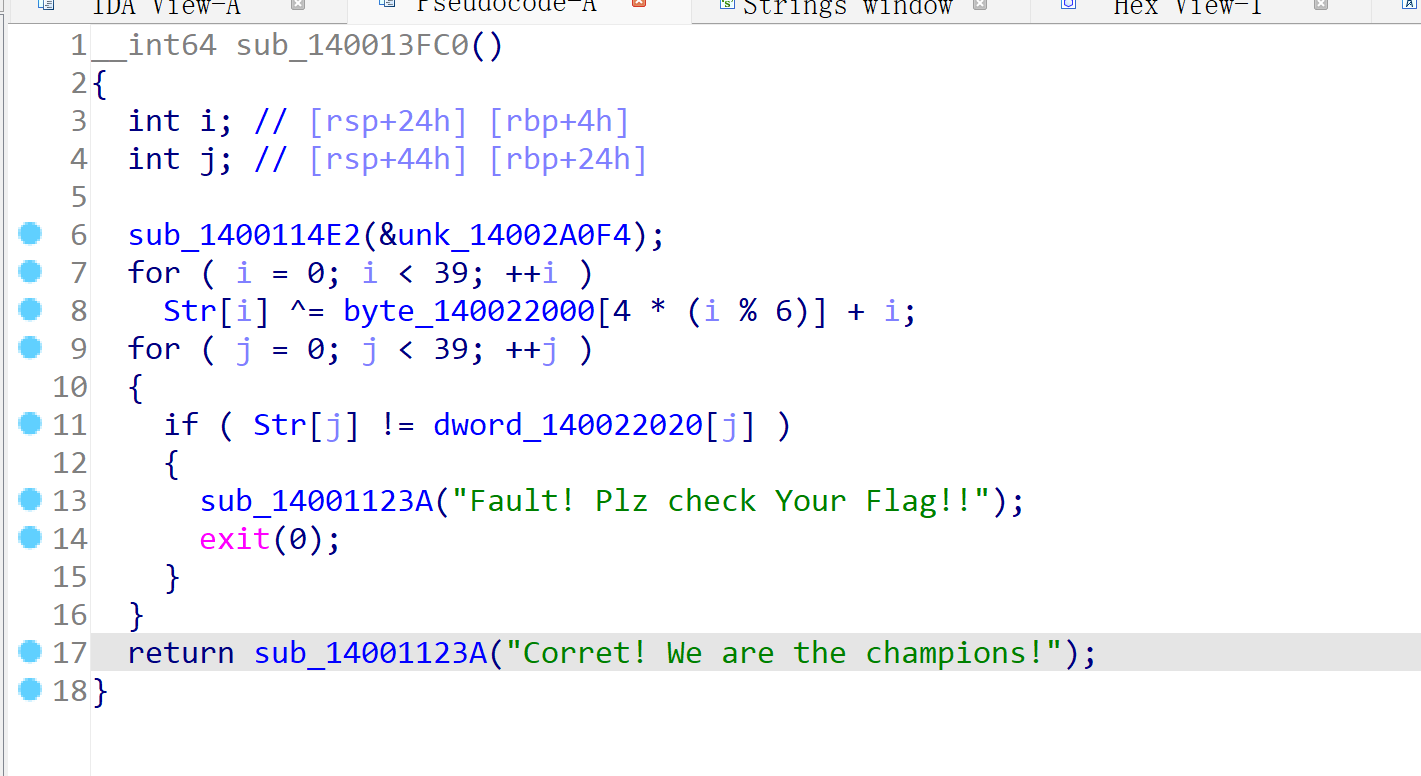 IDA View-A Pseudocode-A Strings window Hex View-1
1 __int64 sub_140013FC0()
2 {
3 int i; // [rsp+24h] [rbp+4h]
4 int j; // [rsp+44h] [rbp+24h]
5
6 sub_1400114E2(&unk_14002A0F4);
7 for ( i = 0; i < 39; ++i )
8 Str[i] ^= byte_140022000[4 * (i % 6)] + i;
9 for ( j = 0; j < 39; ++j )
10 {
11 if ( Str[j] != dword_140022020[j] )
12 {
13 sub_14001123A("Fault! Plz check Your Flag!!");
14 exit(0);
15 }
16 }
17 return sub_14001123A("Corret! We are the champions!");
18 }